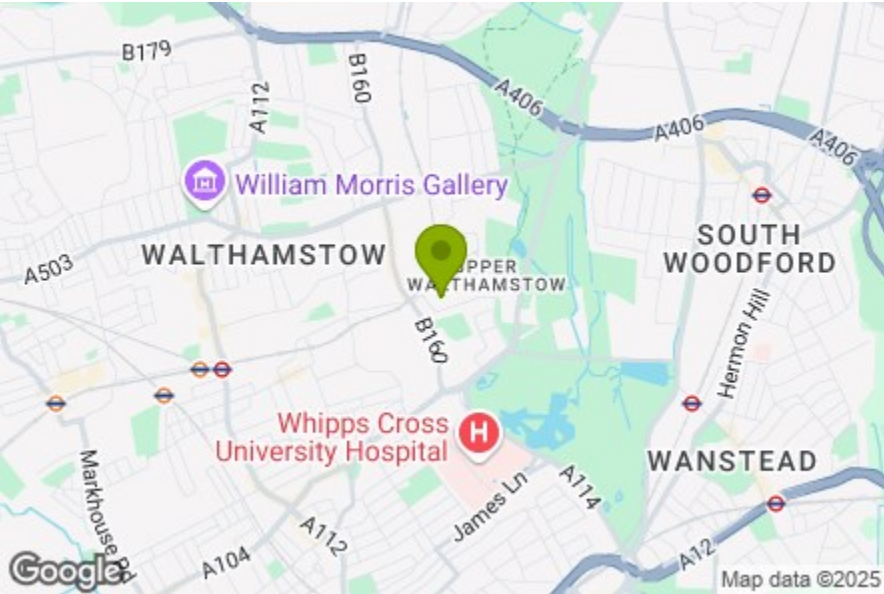 B179
B160
A112
A406
A406
A406
William Morris Gallery
A503
WALTHAMSTOW
UPPER
WALTHAMSTOW
SOUTH
WOODFORD
B160
Hermon Hill
Whipps Cross
University Hospital
H
WANSTEAD
Markhouse Rd
James Ln
A114
A112
A104
A12
Google
Map data ©2025